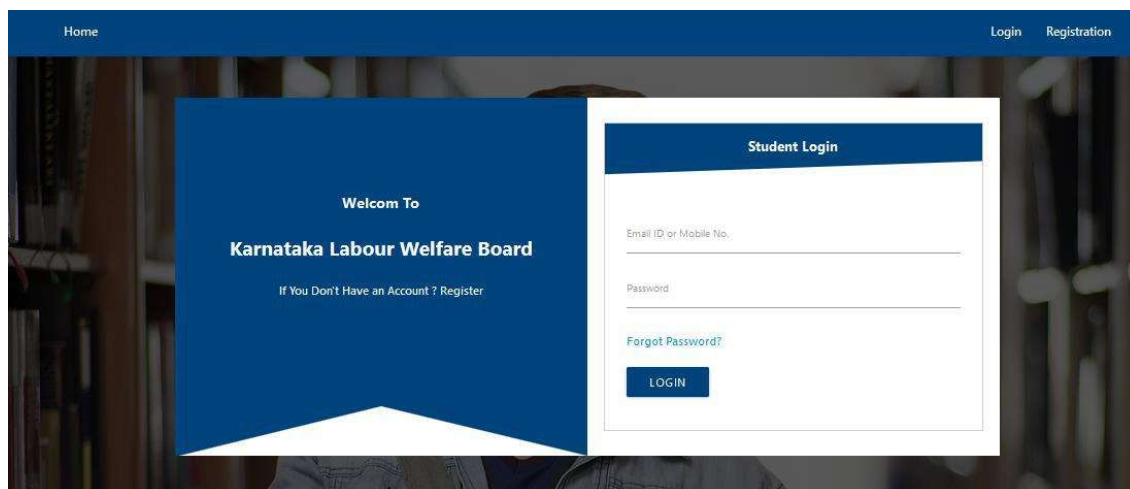 Home
Login
Registration
Welcom To
Karnataka Labour Welfare Board
If You Don't Have an Account ? Register
Student Login
Email ID or Mobile No.
Password
Forgot Password?
LOGIN